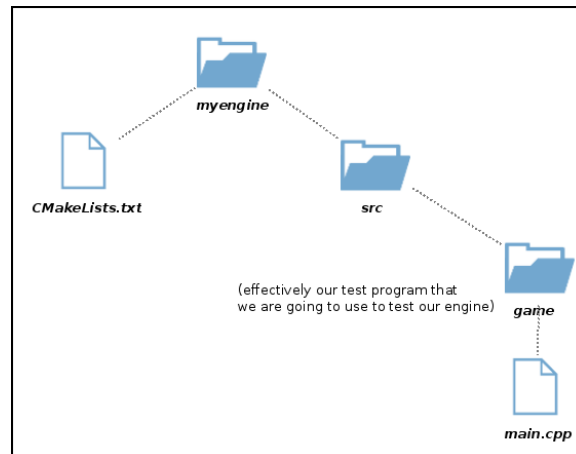 myengine
CMakeLists.txt
src
(effectively our test program that
we are going to use to test our engine)
game
main.cpp